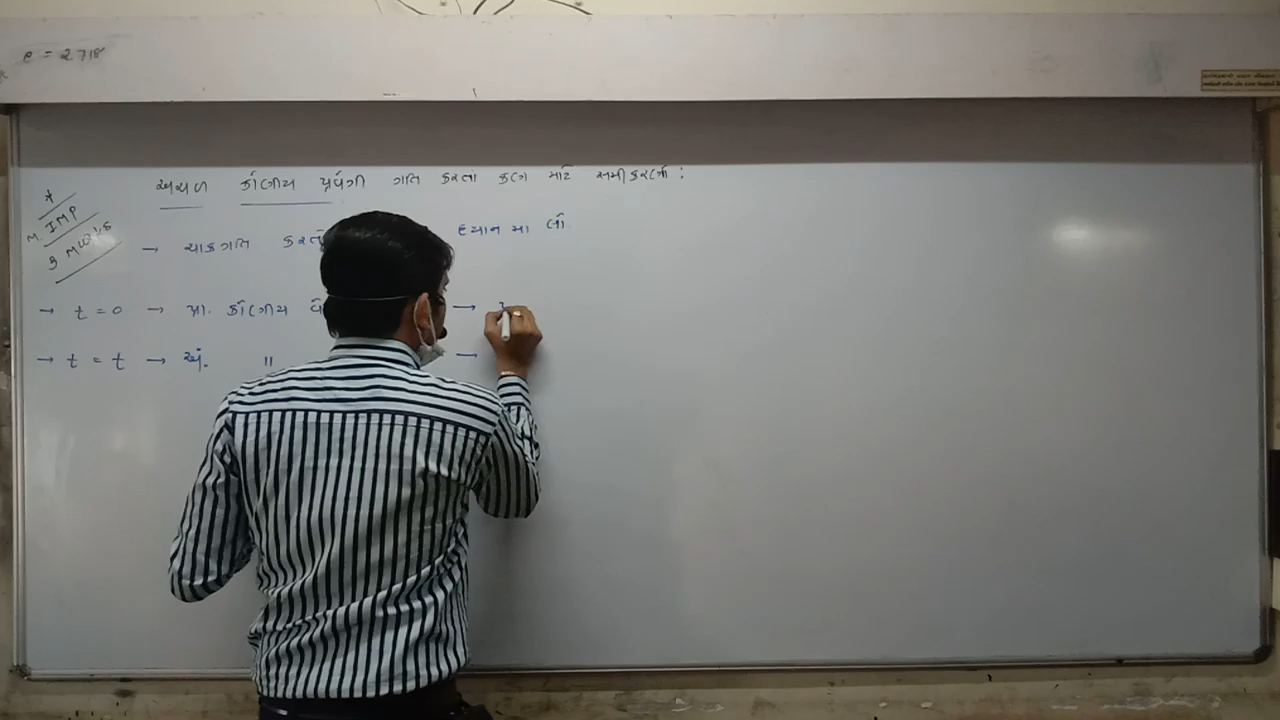 e = 2.718
અચળ કોણીય પ્રવેગી ગતિ કરતા કણ માટે સમીકરણો :
* M. IMP
3 Marks
→ ચાકગતિ કરતા ધ્યાન મા લો.
→ t = 0 → પ્રા. કોણીય વે →
→ t = t → અં. " →